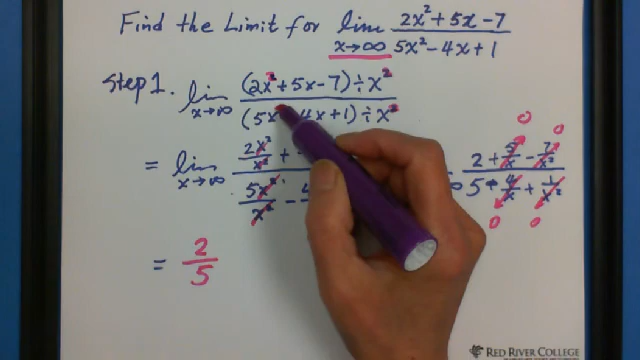 Find the Limit for lim x→∞ (2x² + 5x − 7)/(5x² − 4x + 1)
Step 1. lim x→∞ (2x² + 5x − 7) ÷ x² / (5x − 4x + 1) ÷ x²
= lim x→∞ 2x²/x² + 5x²/x² − 2 + 5/x − 7/x² / 5 − 4/x + 1/x²
0 0
0 0
= 2/5
RED RIVER COLLEGE